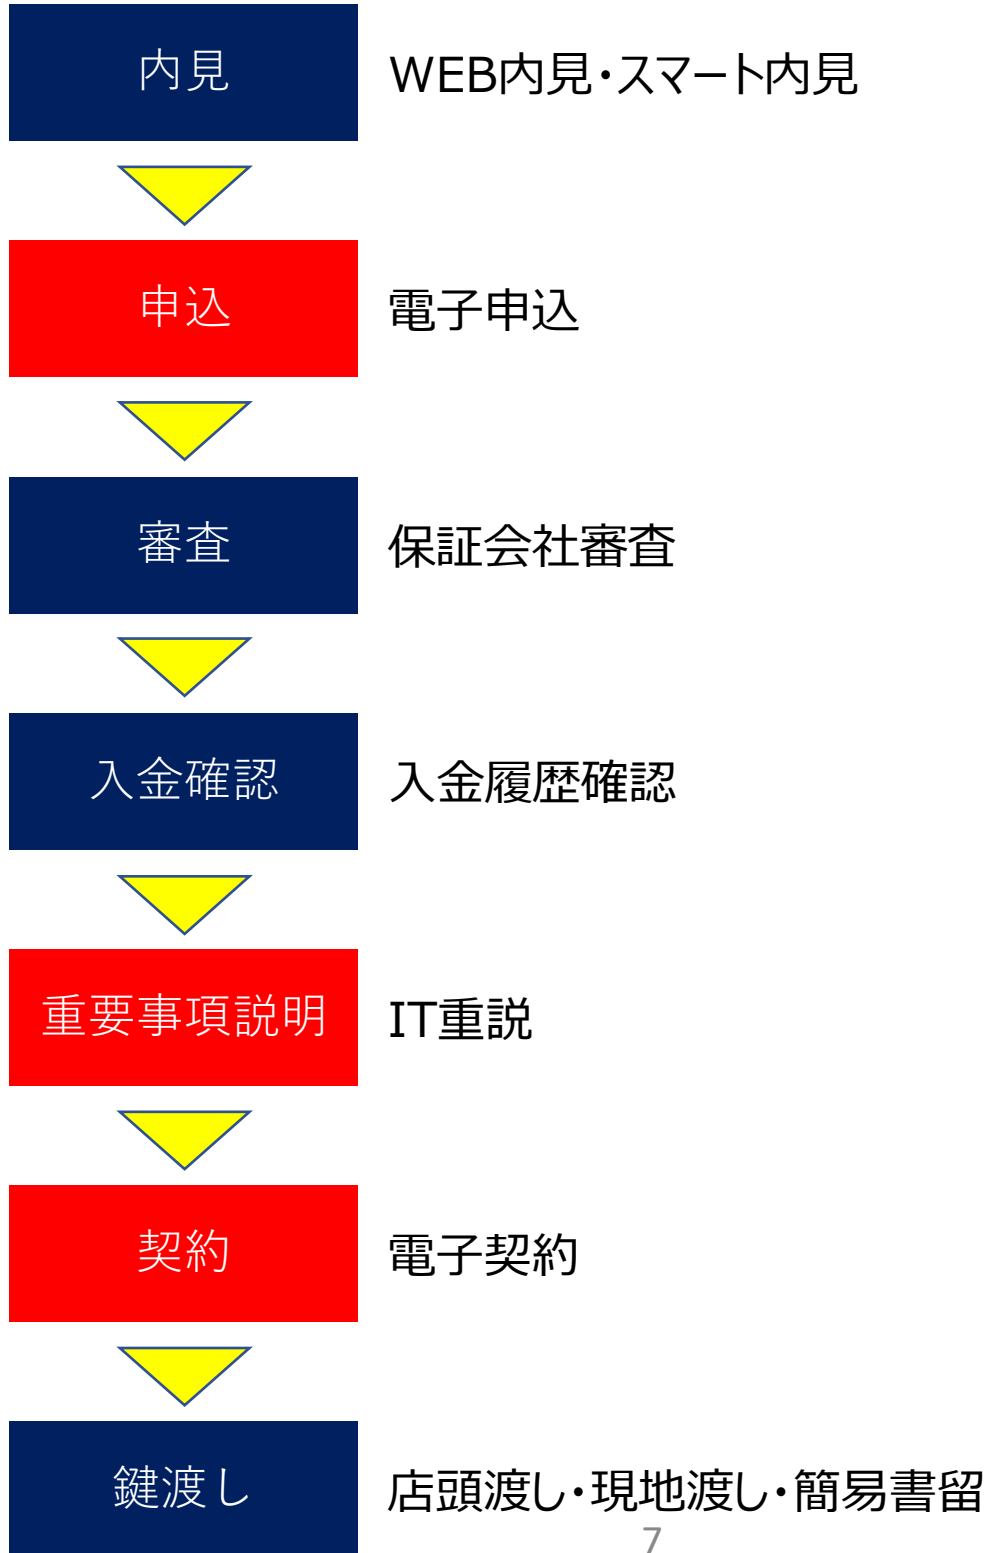 内見
WEB内見・スマート内見
申込
電子申込
審査
保証会社審査
入金確認
入金履歴確認
重要事項説明
IT重説
契約
電子契約
鍵渡し
店頭渡し・現地渡し・簡易書留
7